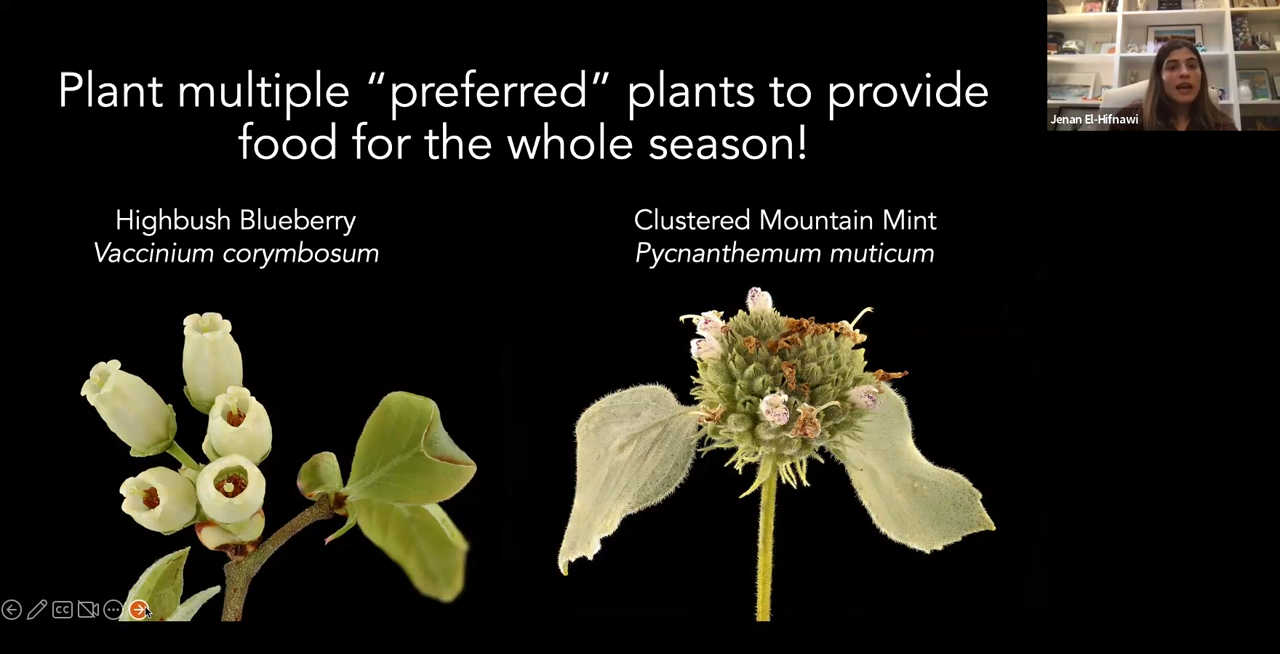 Plant multiple “preferred” plants to provide
food for the whole season!
Highbush Blueberry
Vaccinium corymbosum
Clustered Mountain Mint
Pycnanthemum muticum
Jenan El-Hifnawi
CC